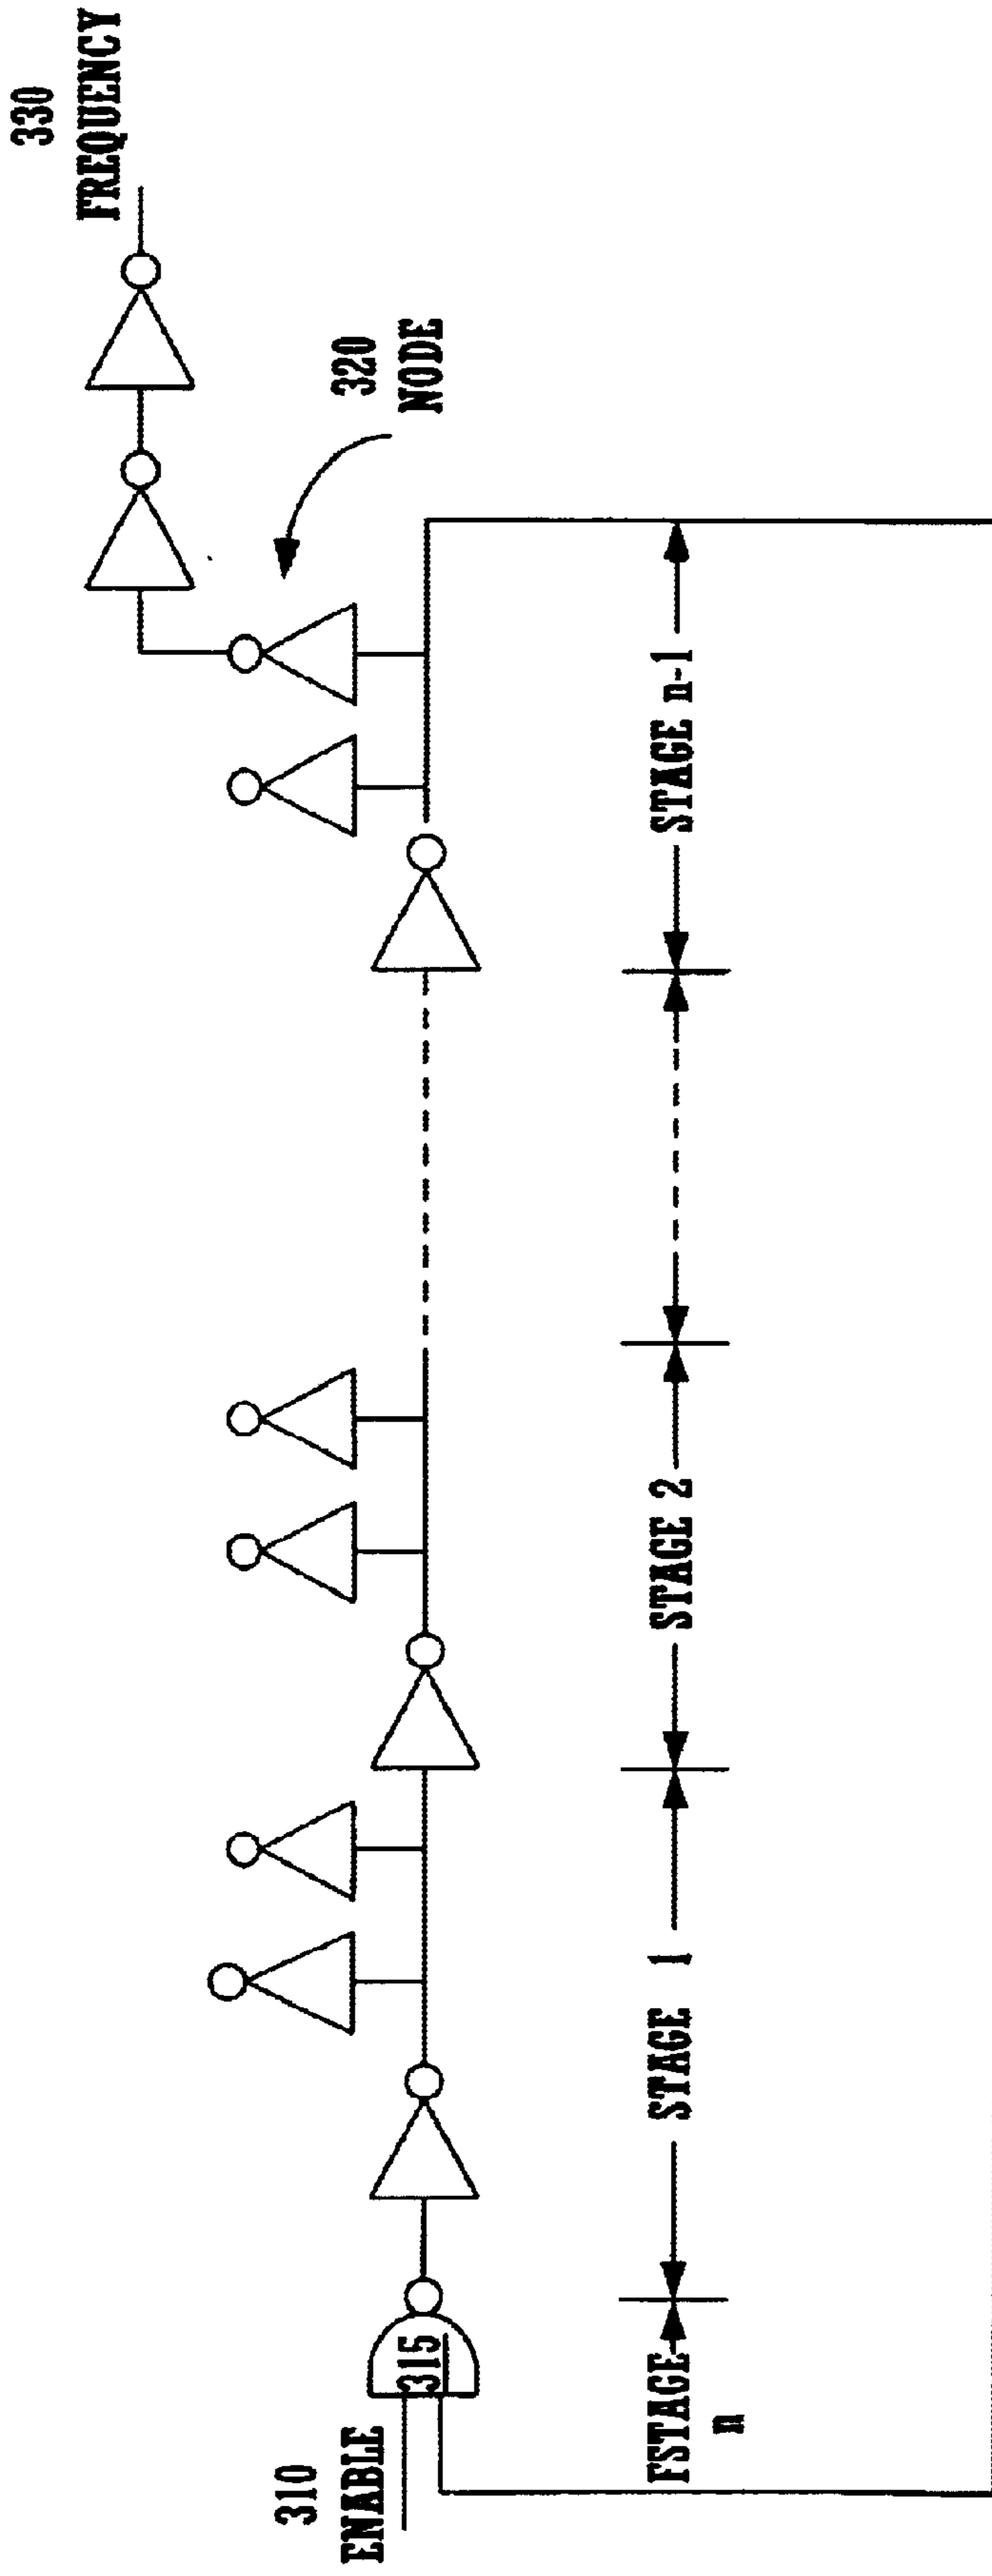 330
FREQUENCY
320
NODE
310
ENABLE
315
FSTAGE
n
STAGE 1
STAGE 2
STAGE n-1